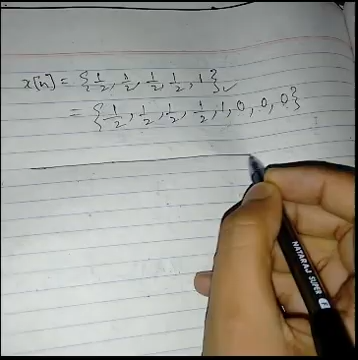 x[n] = {1/2, 1/2, 1/2, 1/2, 1}
= {1/2, 1/2, 1/2, 1/2, 1, 0, 0, 0}
NATARAJ SUPER